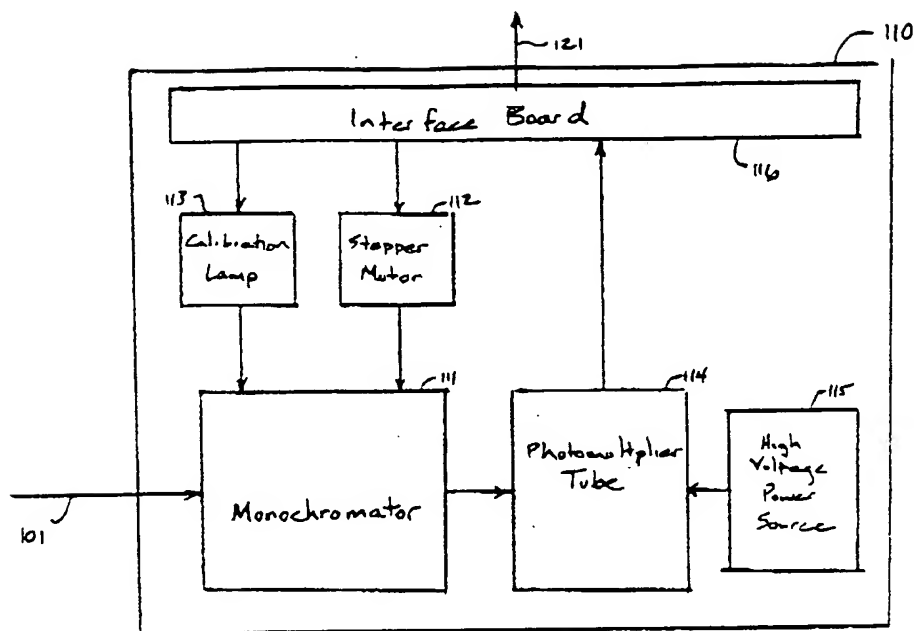 110
121
Interface Board
116
113
Calibration
Lamp
112
Stepper
Motor
111
Monochromator
114
Photomultplier
Tube
115
High
Voltage
Power
Source
101